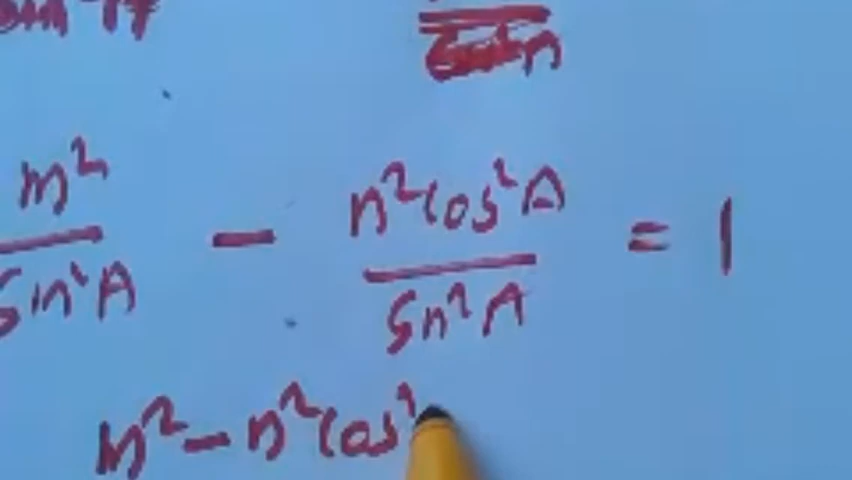 m² / sin²A - n²cos²A / sin²A = 1
m² - n²cos²